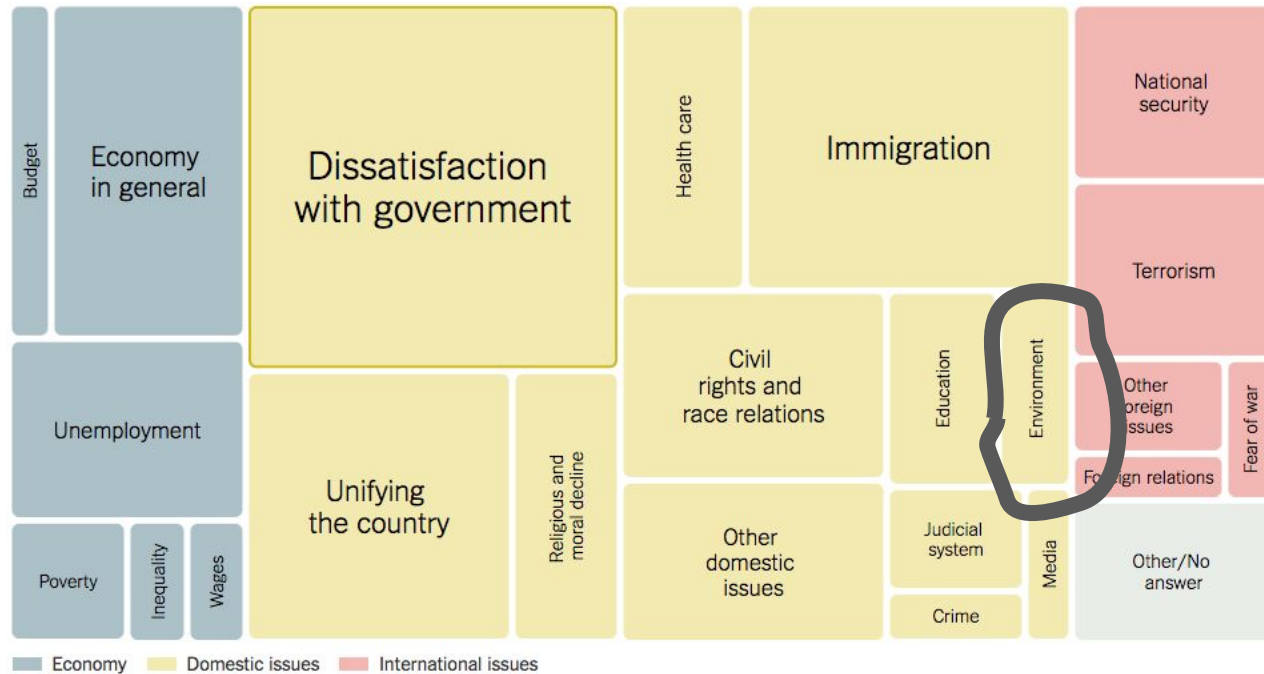 Budget
Economy
in general
Unemployment
Poverty
Inequality
Wages
Dissatisfaction
with government
Unifying
the country
Religious and
moral decline
Health care
Immigration
Civil
rights and
race relations
Education
Environment
Other
domestic
issues
Judicial
system
Crime
Media
National
security
Terrorism
Other
foreign
issues
Foreign relations
Fear of war
Other/No
answer
Economy
Domestic issues
International issues